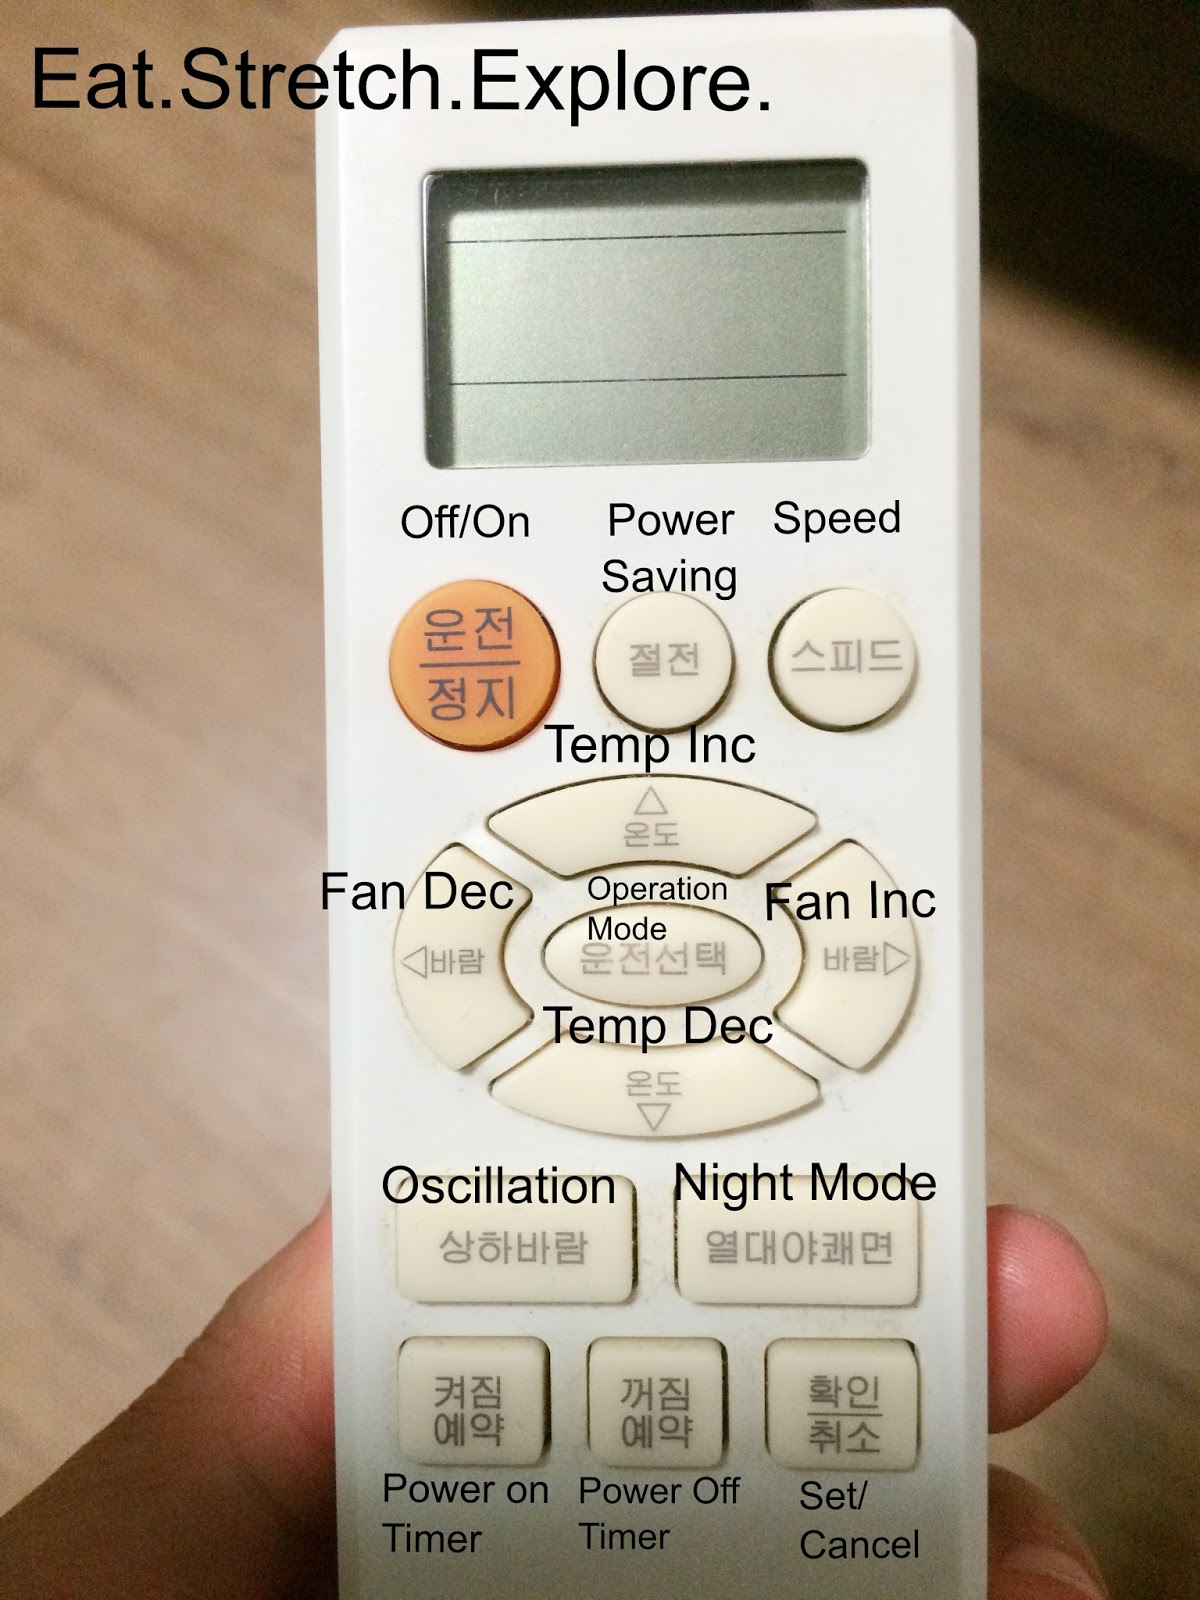 Eat.Stretch.Explore.
Off/On
Power
Saving
Speed
운전
정지
절전
스피드
Temp Inc
△
온도
Fan Dec
Operation
Mode
Fan Inc
◁바람
운전선택
바람▷
Temp Dec
온도
▽
Oscillation
Night Mode
상하바람
열대야쾌면
켜짐
예약
꺼짐
예약
확인
취소
Power on
Timer
Power Off
Timer
Set/
Cancel